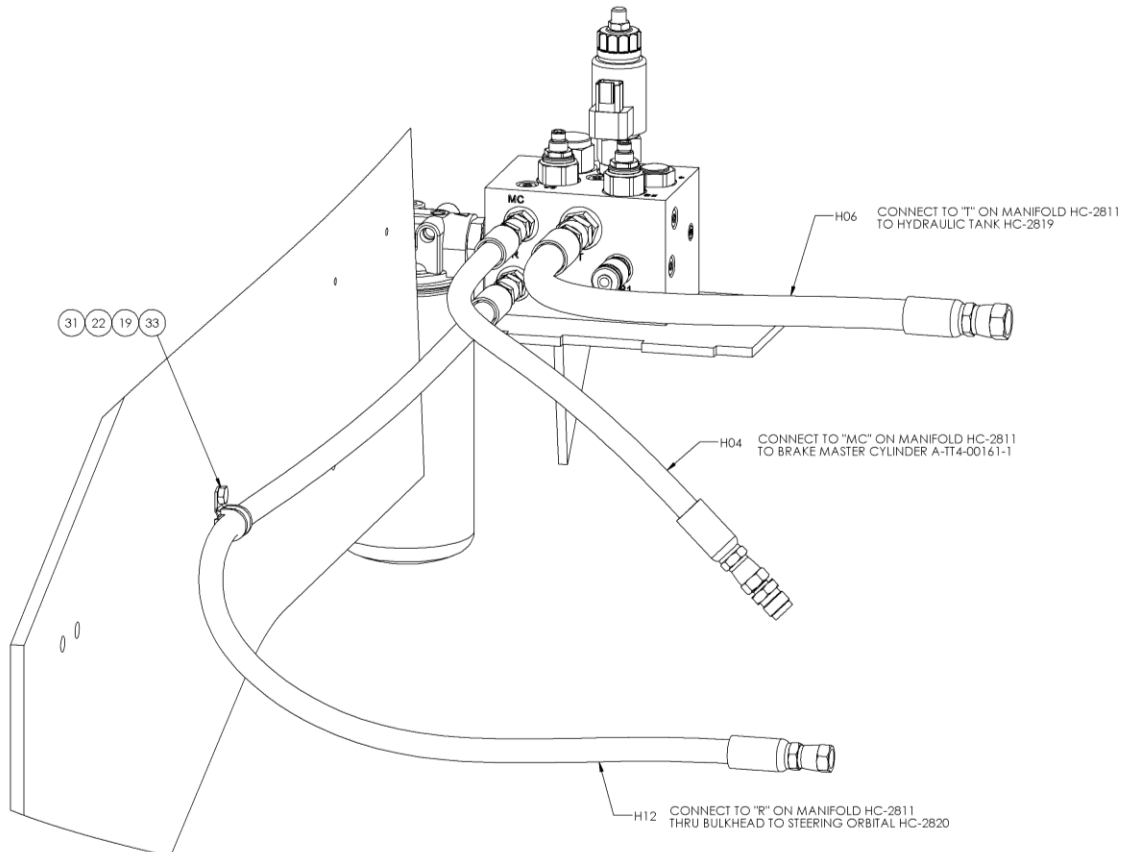 MC
T
H06 CONNECT TO "T" ON MANIFOLD HC-2811
TO HYDRAULIC TANK HC-2819
31 22 19 33
H04 CONNECT TO "MC" ON MANIFOLD HC-2811
TO BRAKE MASTER CYLINDER A-TT4-00161-1
H12 CONNECT TO "R" ON MANIFOLD HC-2811
THRU BULKHEAD TO STEERING ORBITAL HC-2820